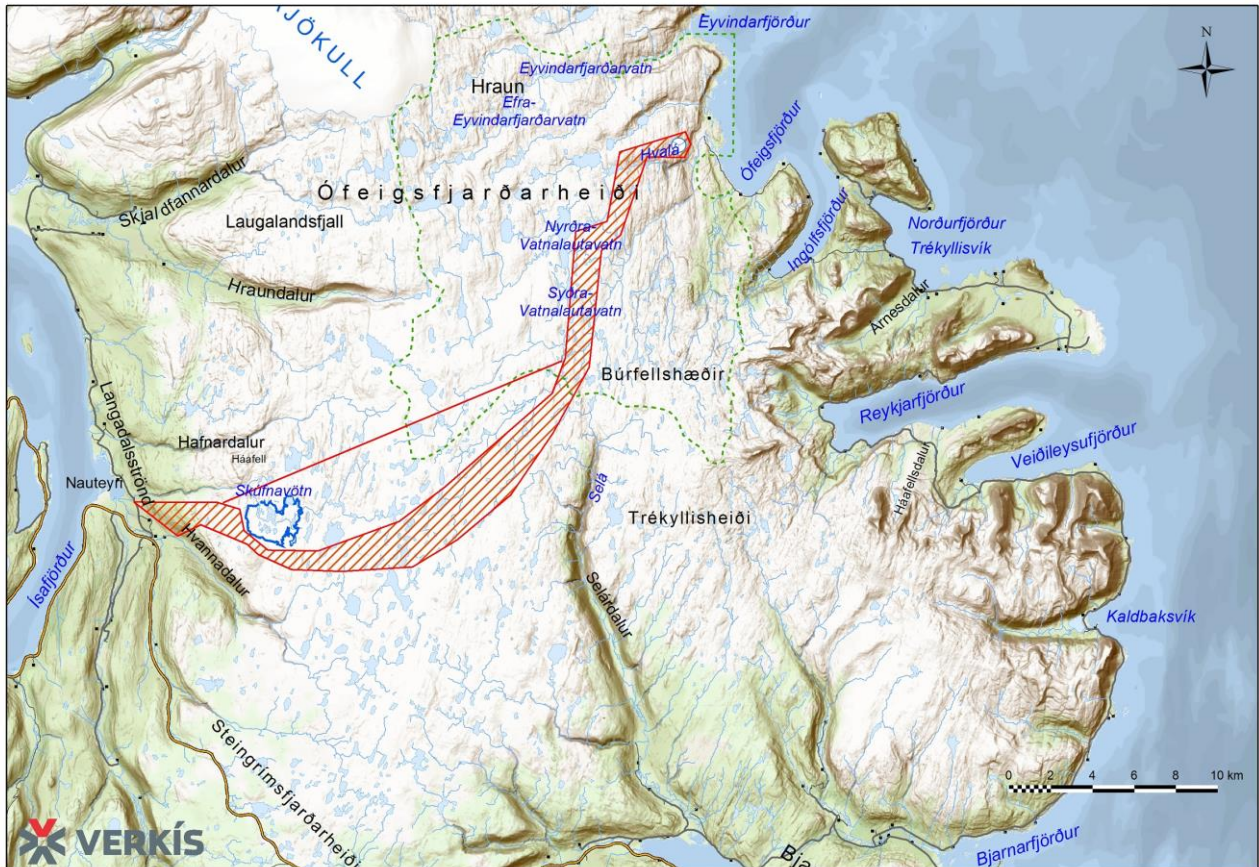 Eyvindarfjörður
JÖKULL
Eyvindarfjarðarvatn
Hraun
Efra-
Eyvindarfjarðarvatn
N
Hvalá
Ófeigsfjörður
Skjaldfannardalur
Ófeigsfjarðarheiði
Laugalandsfjall
Nyrðra-
Vatnalautavatn
Ingólfsfjörður
Norðurfjörður
Trékyllisvík
Hraundalur
Syðra-
Vatnalautavatn
Árnesdalur
Búrfellshæðir
Reykjarfjörður
Langadalsströnd
Hafnardalur
Háafell
Veiðileysufjörður
Háafellsdalur
Nauteyri
Skúfnavötn
Selá
Trékyllisheiði
Hvannadalur
Ísafjörður
Selárdalur
Kaldbaksvík
Steingrímsfjarðarheiði
0 2 4 6 8 10 km
VERKÍS
Bjarnarfjörður